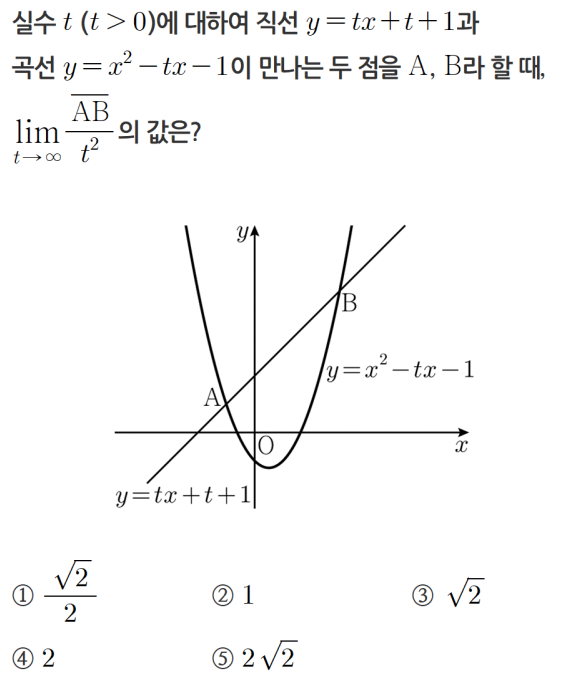 실수 t (t > 0)에 대하여 직선 y = tx + t + 1과
곡선 y = x² − tx − 1이 만나는 두 점을 A, B라 할 때,
lim_{t→∞} \overline{AB} / t² 의 값은?
y
B
y = x² − tx − 1
A
O
x
y = tx + t + 1
① √2/2 ② 1 ③ √2
④ 2 ⑤ 2√2